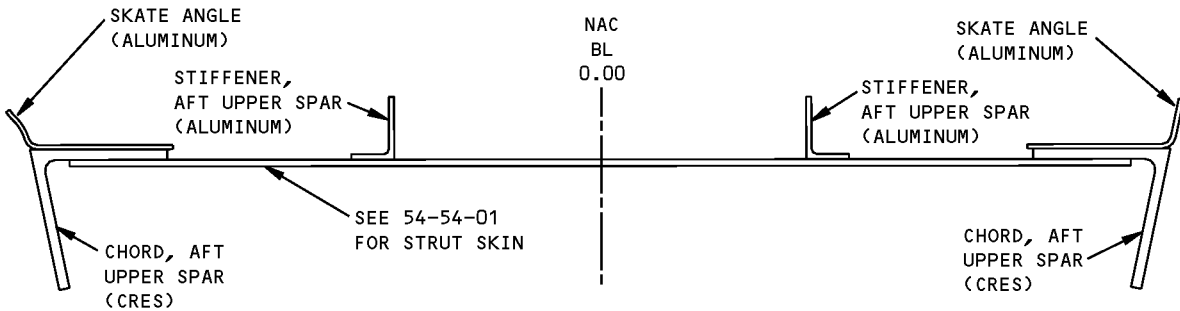 SKATE ANGLE
(ALUMINUM)
STIFFENER,
AFT UPPER SPAR
(ALUMINUM)
NAC
BL
0.00
SKATE ANGLE
(ALUMINUM)
STIFFENER,
AFT UPPER SPAR
(ALUMINUM)
SEE 54-54-01
FOR STRUT SKIN
CHORD, AFT
UPPER SPAR
(CRES)
CHORD, AFT
UPPER SPAR
(CRES)